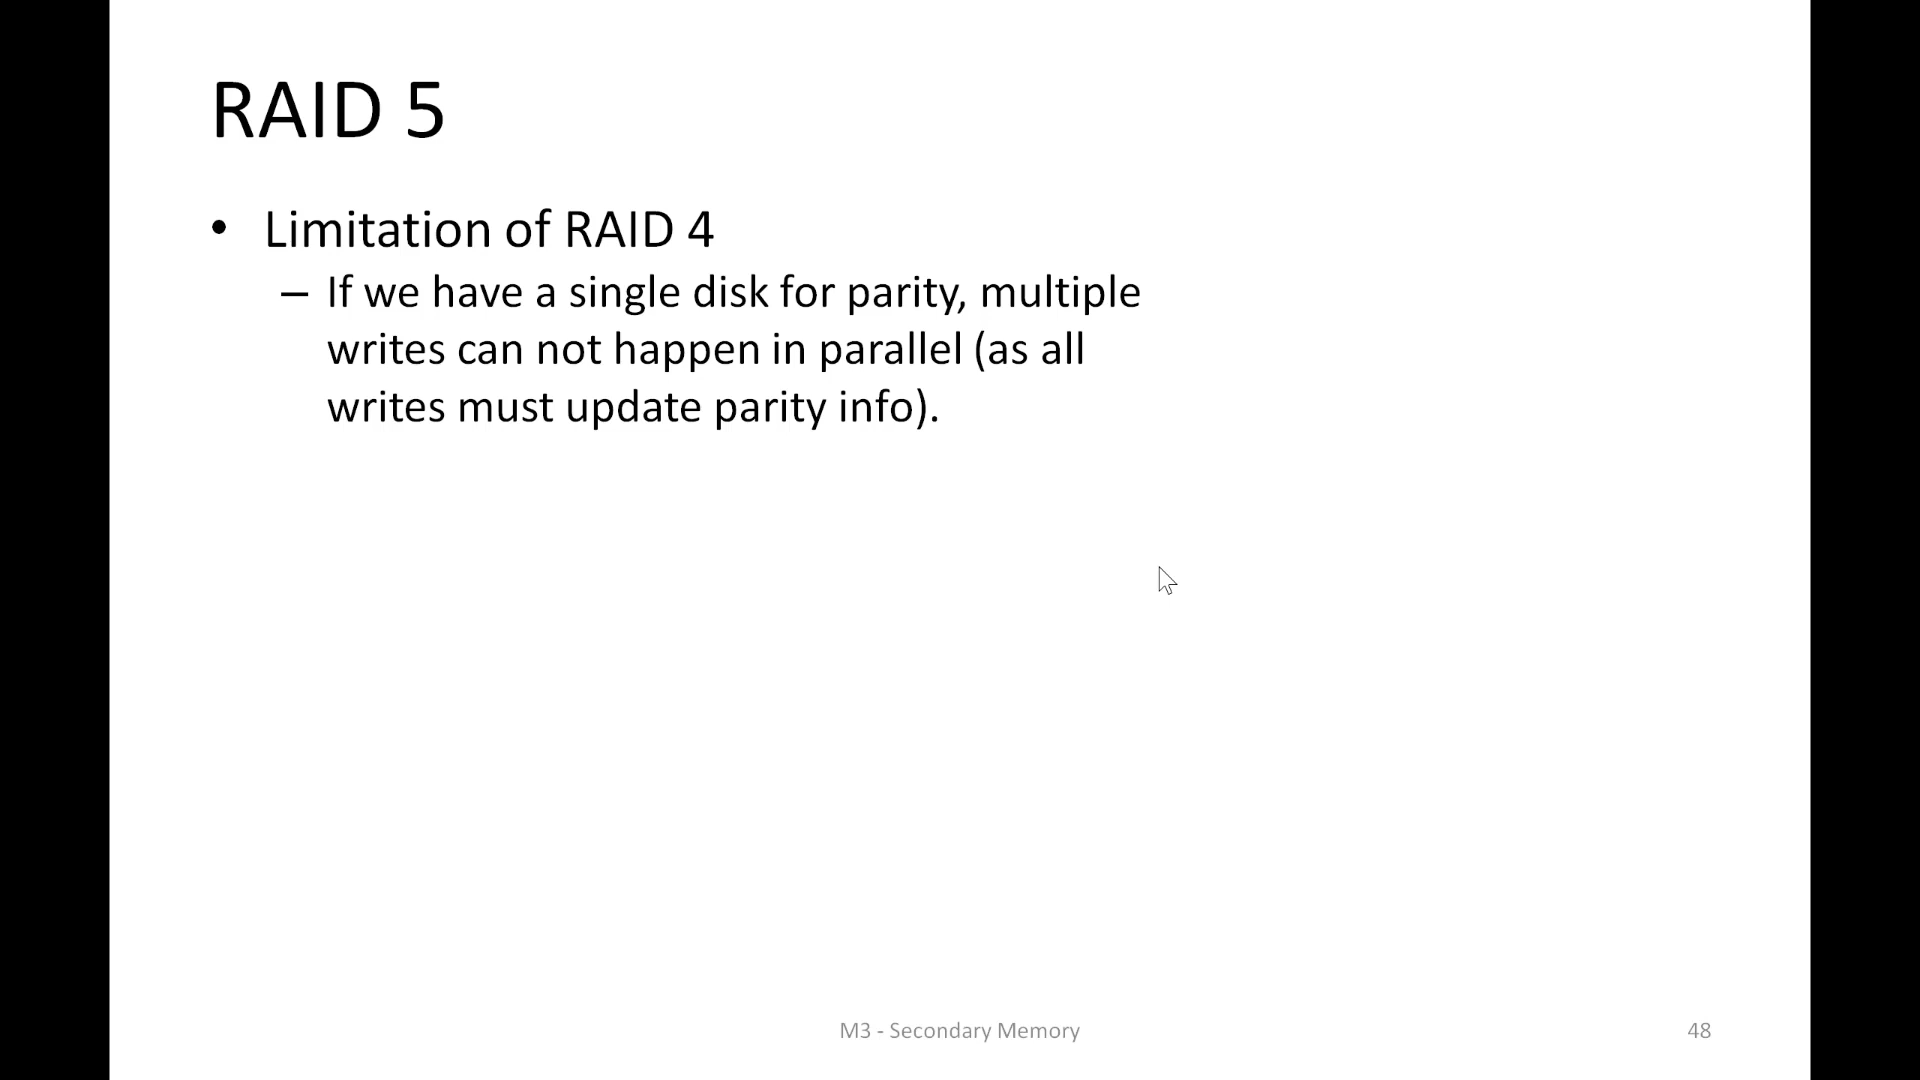 RAID 5
• Limitation of RAID 4
– If we have a single disk for parity, multiple
writes can not happen in parallel (as all
writes must update parity info).
M3 - Secondary Memory
48